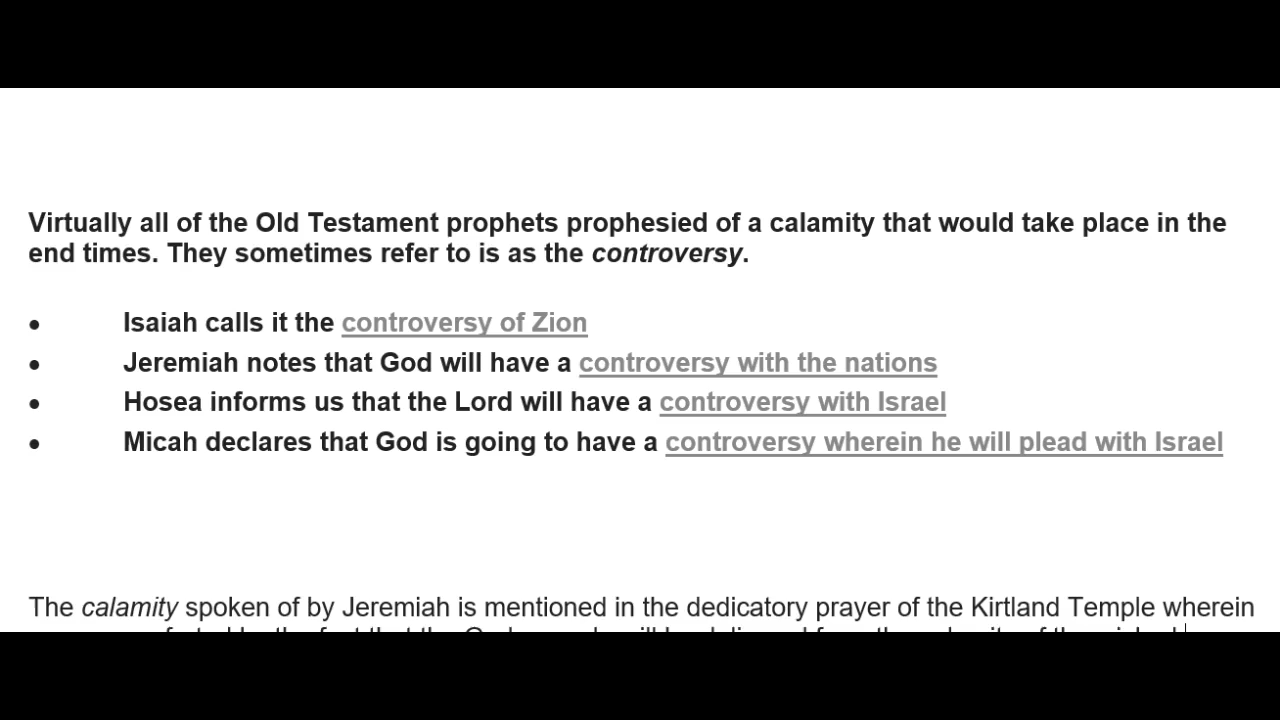 Virtually all of the Old Testament prophets prophesied of a calamity that would take place in the
end times. They sometimes refer to is as the controversy.
• Isaiah calls it the controversy of Zion
• Jeremiah notes that God will have a controversy with the nations
• Hosea informs us that the Lord will have a controversy with Israel
• Micah declares that God is going to have a controversy wherein he will plead with Israel
The calamity spoken of by Jeremiah is mentioned in the dedicatory prayer of the Kirtland Temple wherein